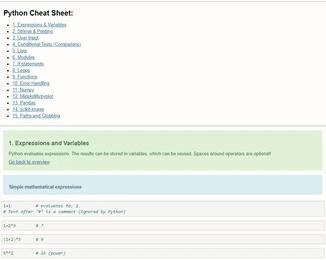 Python Cheat Sheet:
1. Expressions & Variables
2. Strings & Printing
3. User Input
4. Conditional Tests (Comparions)
5. Lists
6. Modules
7. If-statements
8. Loops
9. Functions
10. Error Handling
11. Numpy
12. Matplotlib/pyplot
13. Pandas
14. scikit-image
15. Paths and Globbing
1. Expressions and Variables
Python evaluates expressions. The results can be stored in variables, which can be reused. Spaces around operators are optional!
Go back to overview
Simple mathematical expressions
1+1 # evaluates to: 2
# Text after "#" is a comment (ignored by Python)
1+2*3 # 7
(1+2)*3 # 9
5**2 # 25 (power)